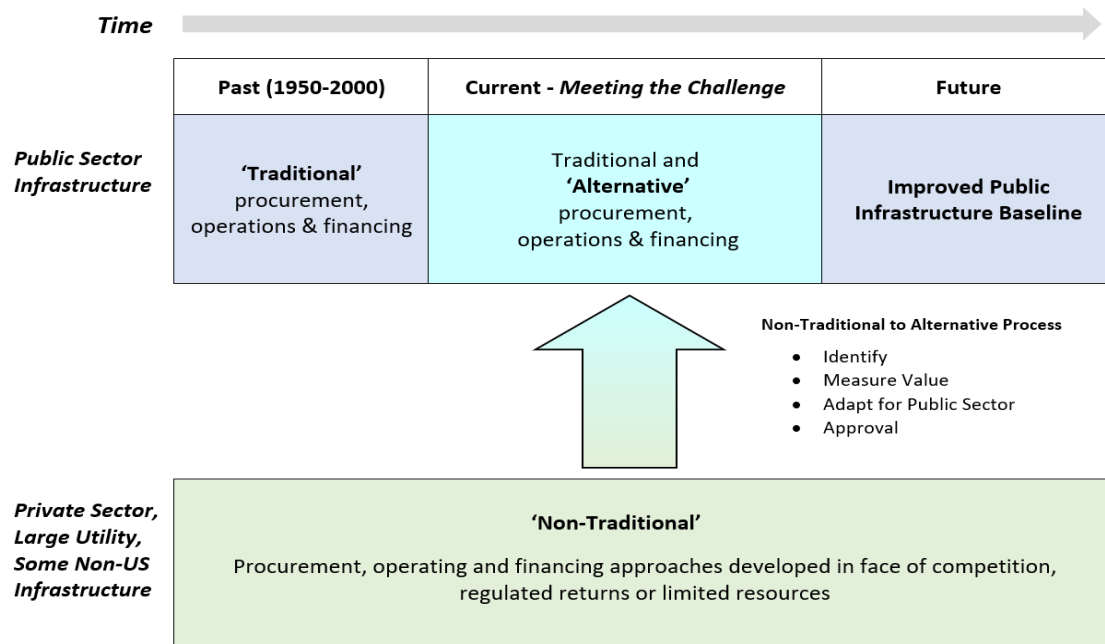 Time
Past (1950-2000)
Current - Meeting the Challenge
Future
Public Sector
Infrastructure
‘Traditional’
procurement,
operations & financing
Traditional and
‘Alternative’
procurement,
operations & financing
Improved Public
Infrastructure Baseline
Non-Traditional to Alternative Process
• Identify
• Measure Value
• Adapt for Public Sector
• Approval
Private Sector,
Large Utility,
Some Non-US
Infrastructure
‘Non-Traditional’
Procurement, operating and financing approaches developed in face of competition,
regulated returns or limited resources